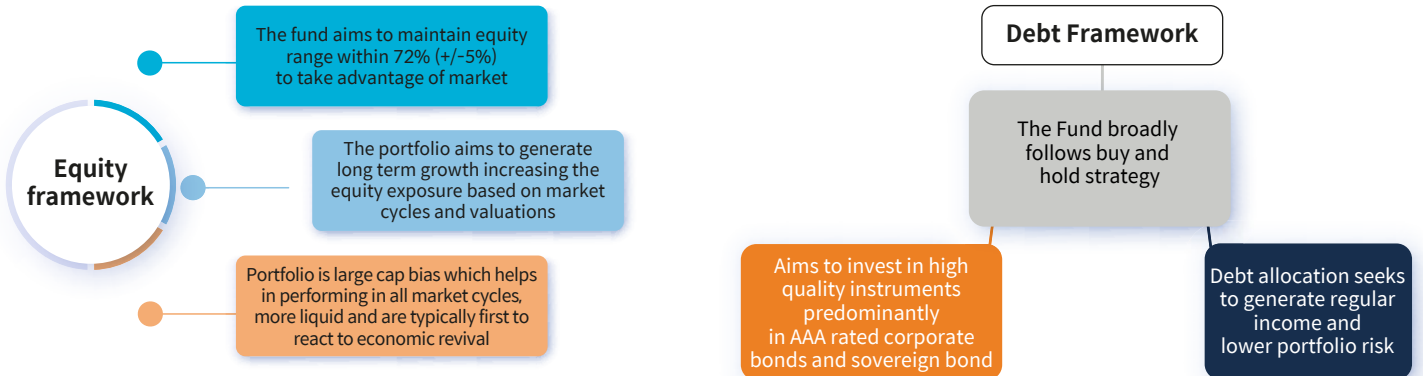 Equity
framework
The fund aims to maintain equity
range within 72% (+/-5%)
to take advantage of market
The portfolio aims to generate
long term growth increasing the
equity exposure based on market
cycles and valuations
Portfolio is large cap bias which helps
in performing in all market cycles,
more liquid and are typically first to
react to economic revival
Debt Framework
The Fund broadly
follows buy and
hold strategy
Aims to invest in high
quality instruments
predominantly
in AAA rated corporate
bonds and sovereign bond
Debt allocation seeks
to generate regular
income and
lower portfolio risk